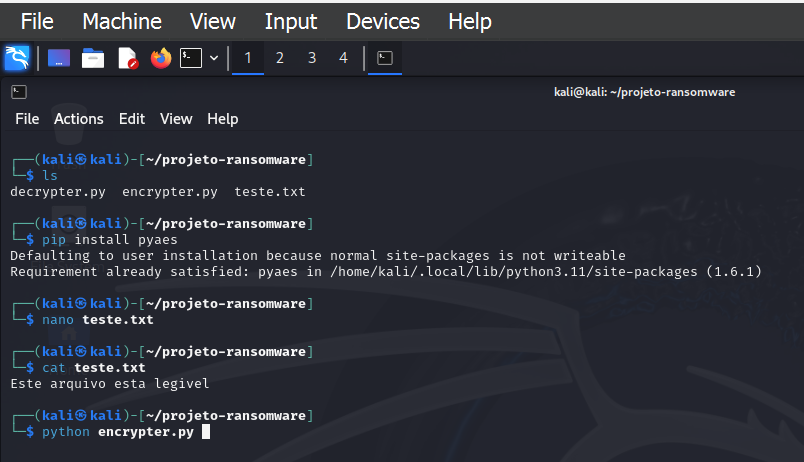 File Machine View Input Devices Help
1 2 3 4
kali@kali: ~/projeto-ransomware
File Actions Edit View Help
┌──(kali㉿kali)-[~/projeto-ransomware]
└─$ ls
decrypter.py  encrypter.py  teste.txt
┌──(kali㉿kali)-[~/projeto-ransomware]
└─$ pip install pyaes
Defaulting to user installation because normal site-packages is not writeable
Requirement already satisfied: pyaes in /home/kali/.local/lib/python3.11/site-packages (1.6.1)
┌──(kali㉿kali)-[~/projeto-ransomware]
└─$ nano teste.txt
┌──(kali㉿kali)-[~/projeto-ransomware]
└─$ cat teste.txt
Este arquivo esta legivel
┌──(kali㉿kali)-[~/projeto-ransomware]
└─$ python encrypter.py